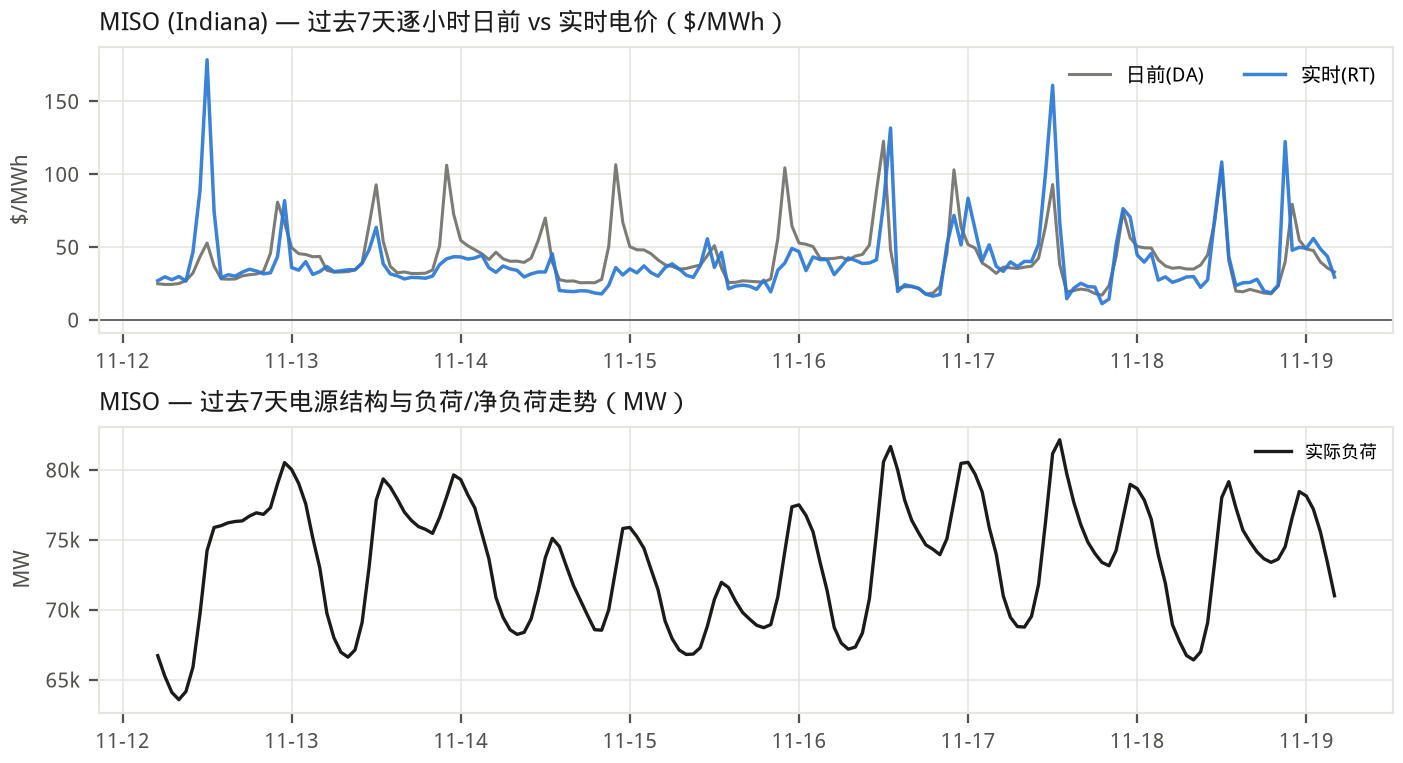 MISO (Indiana) — 过去7天逐小时日前 vs 实时电价（$/MWh）
日前(DA) 实时(RT)
$/MWh
150
100
50
0
11-12 11-13 11-14 11-15 11-16 11-17 11-18 11-19
MISO — 过去7天电源结构与负荷/净负荷走势（MW）
实际负荷
MW
80k
75k
70k
65k
11-12 11-13 11-14 11-15 11-16 11-17 11-18 11-19